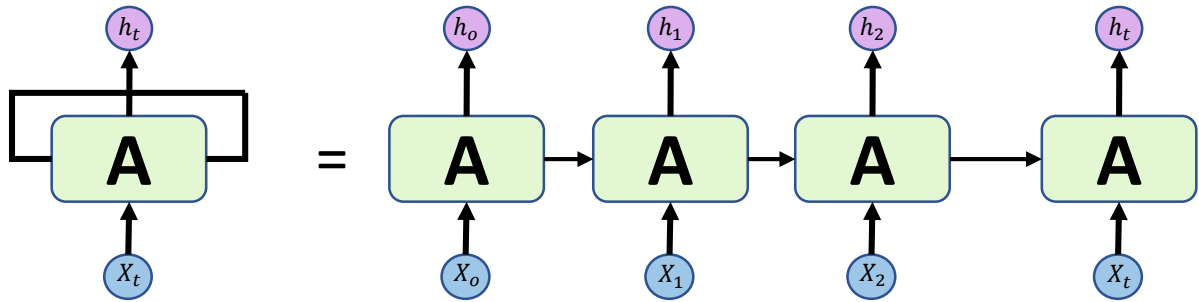 h_t h_o h_1 h_2 h_t
A = A A A A
X_t X_o X_1 X_2 X_t